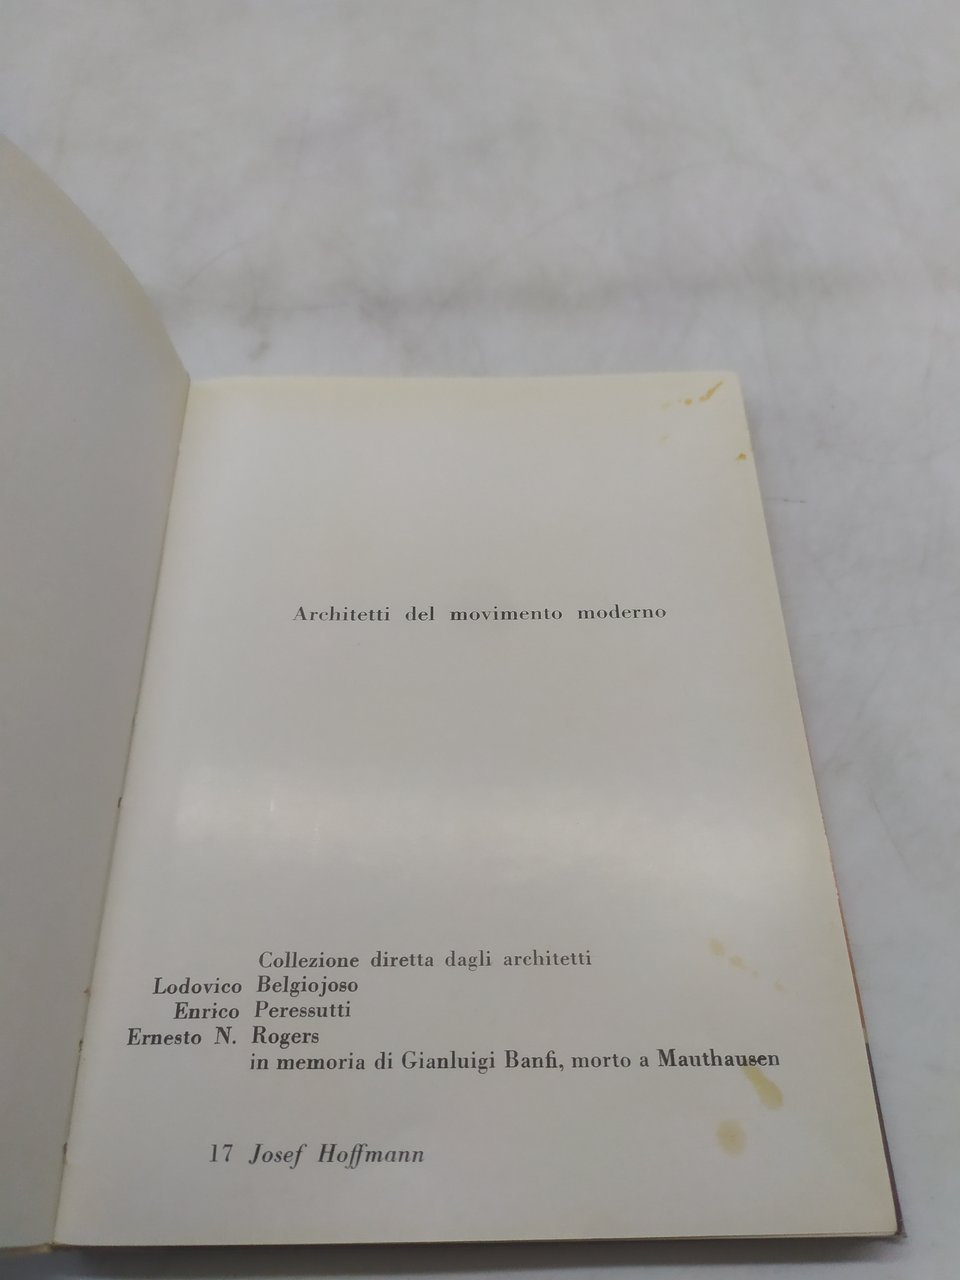 Architetti del movimento moderno
Collezione diretta dagli architetti
Lodovico Belgiojoso
Enrico Peressutti
Ernesto N. Rogers
in memoria di Gianluigi Banfi, morto a Mauthausen
17 Josef Hoffmann